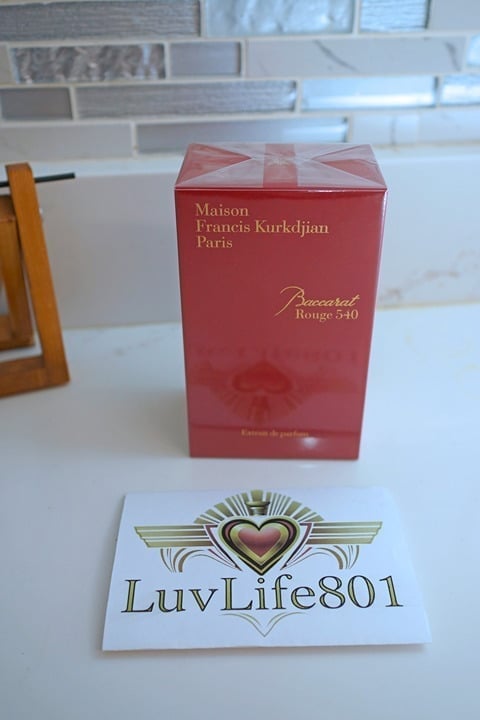 Maison
Francis Kurkdjian
Paris
Baccarat
Rouge 540
Extrait de parfum
LuvLife801